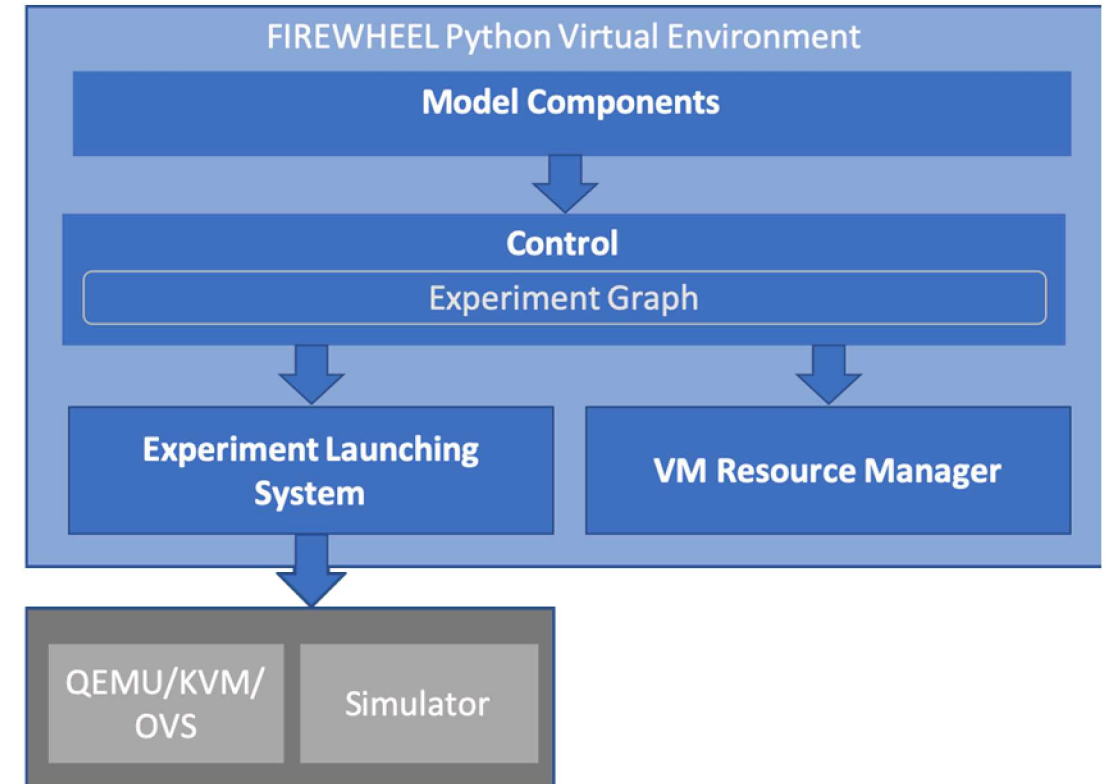 FIREWHEEL Python Virtual Environment
Model Components
Control
Experiment Graph
Experiment Launching
System
VM Resource Manager
QEMU/KVM/
OVS
Simulator